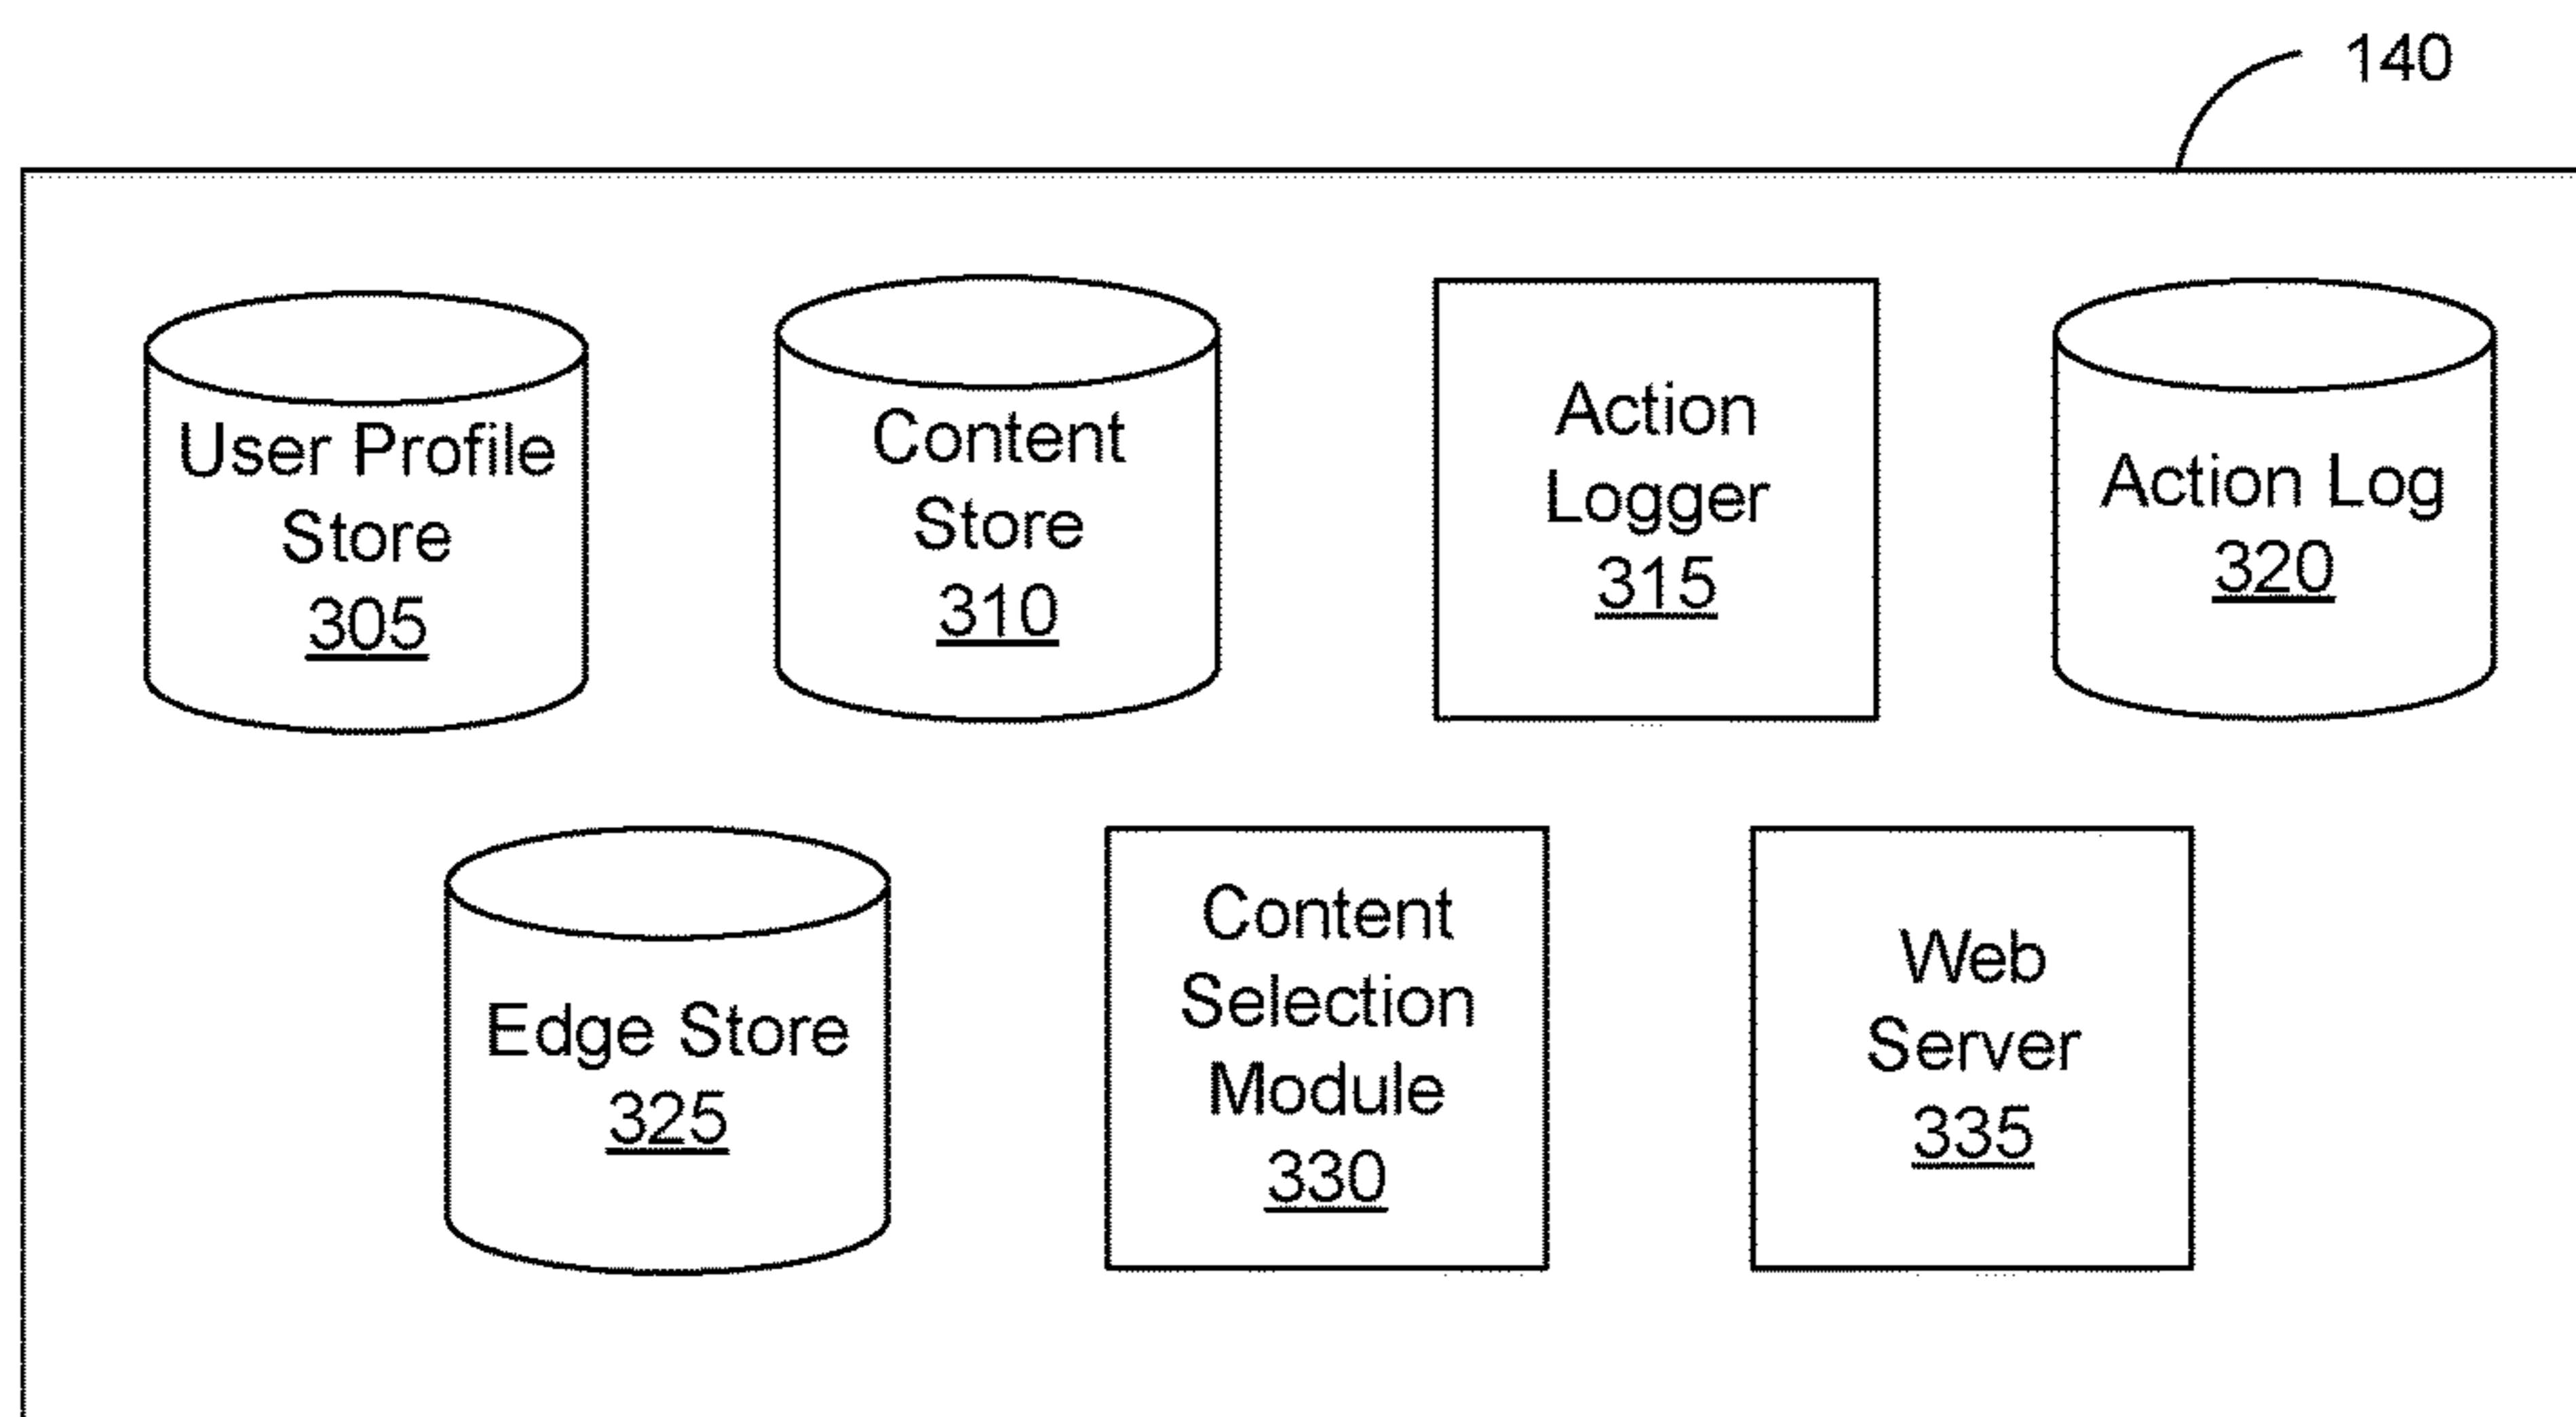 140
User Profile
Store
305
Content
Store
310
Action
Logger
315
Action Log
320
Edge Store
325
Content
Selection
Module
330
Web
Server
335